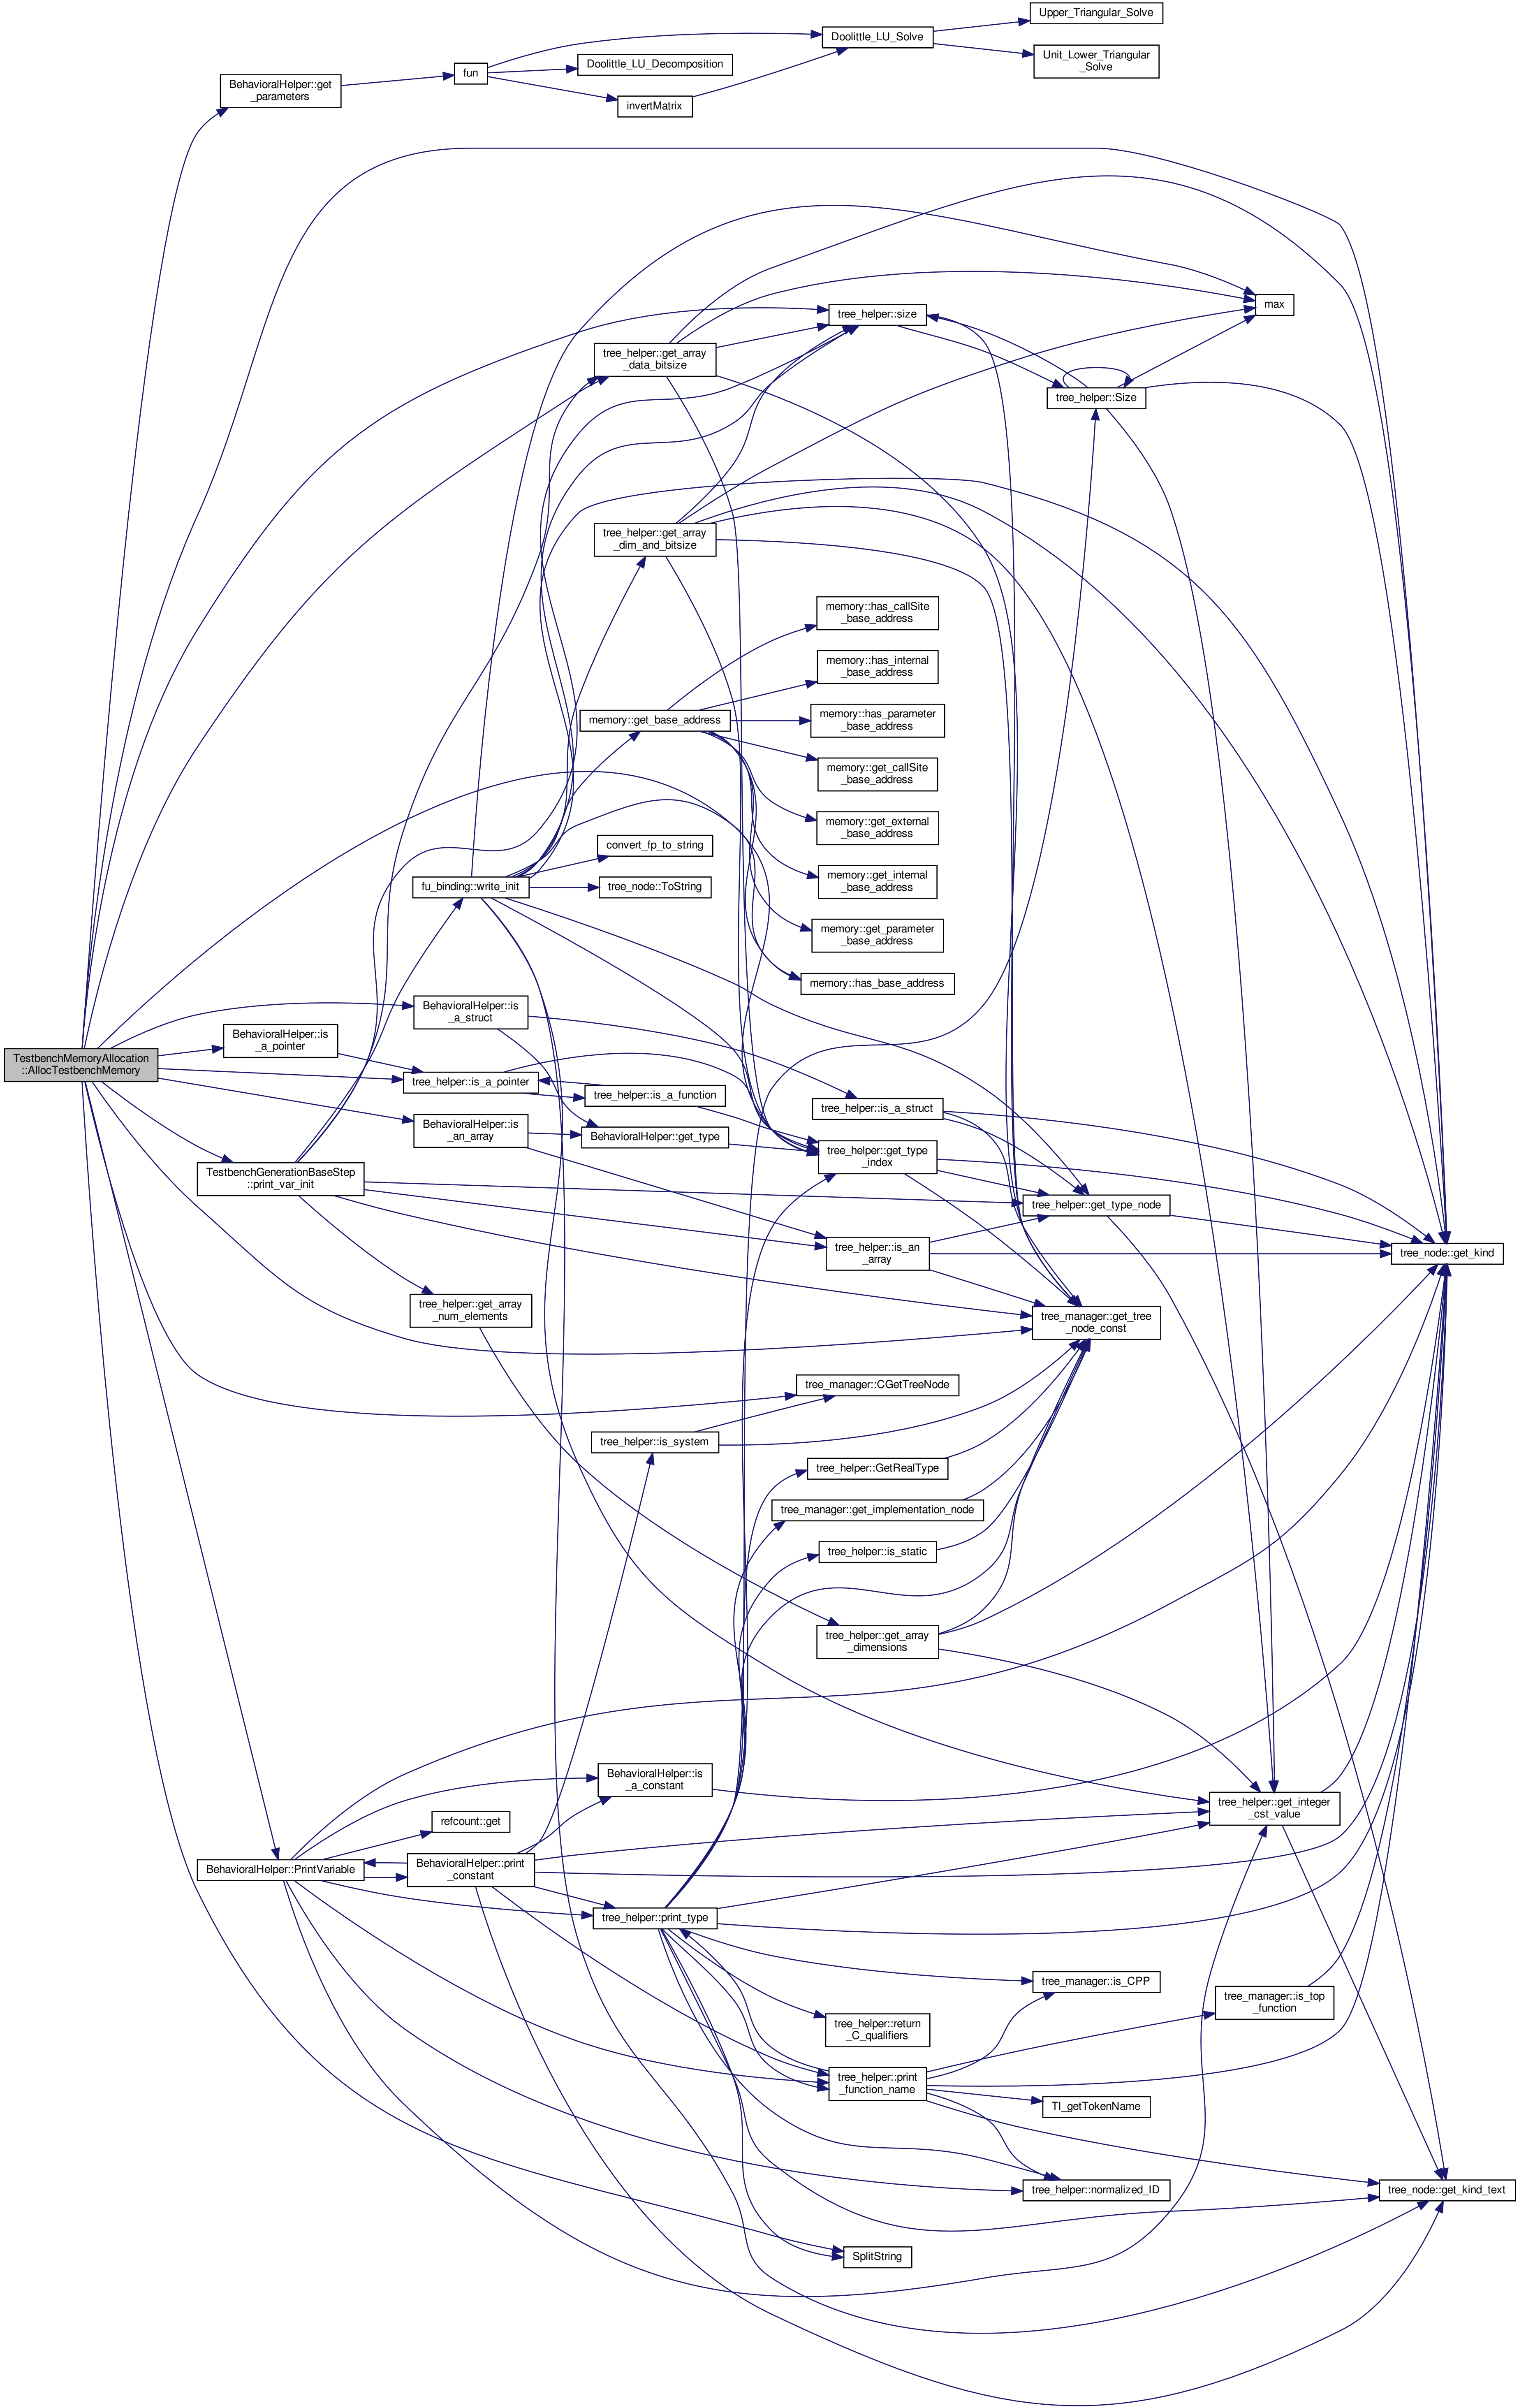 Upper_Triangular_Solve
Doolittle_LU_Solve
Unit_Lower_Triangular
_Solve
Doolittle_LU_Decomposition
fun
BehavioralHelper::get
_parameters
invertMatrix
max
tree_helper::size
tree_helper::get_array
_data_bitsize
tree_helper::Size
tree_helper::get_array
_dim_and_bitsize
memory::has_callSite
_base_address
memory::has_internal
_base_address
memory::get_base_address
memory::has_parameter
_base_address
memory::get_callSite
_base_address
memory::get_external
_base_address
convert_fp_to_string
fu_binding::write_init
tree_node::ToString
memory::get_internal
_base_address
memory::get_parameter
_base_address
memory::has_base_address
BehavioralHelper::is
_a_struct
BehavioralHelper::is
_a_pointer
TestbenchMemoryAllocation
::AllocTestbenchMemory
tree_helper::is_a_pointer
tree_helper::is_a_function
tree_helper::is_a_struct
BehavioralHelper::is
_an_array
BehavioralHelper::get_type
tree_helper::get_type
_index
TestbenchGenerationBaseStep
::print_var_init
tree_helper::get_type_node
tree_helper::is_an
_array
tree_node::get_kind
tree_helper::get_array
_num_elements
tree_manager::get_tree
_node_const
tree_manager::CGetTreeNode
tree_helper::is_system
tree_helper::GetRealType
tree_manager::get_implementation_node
tree_helper::is_static
tree_helper::get_array
_dimensions
BehavioralHelper::is
_a_constant
tree_helper::get_integer
_cst_value
refcount::get
BehavioralHelper::PrintVariable
BehavioralHelper::print
_constant
tree_helper::print_type
tree_manager::is_CPP
tree_manager::is_top
_function
tree_helper::return
_C_qualifiers
tree_helper::print
_function_name
TI_getTokenName
tree_helper::normalized_ID
tree_node::get_kind_text
SplitString